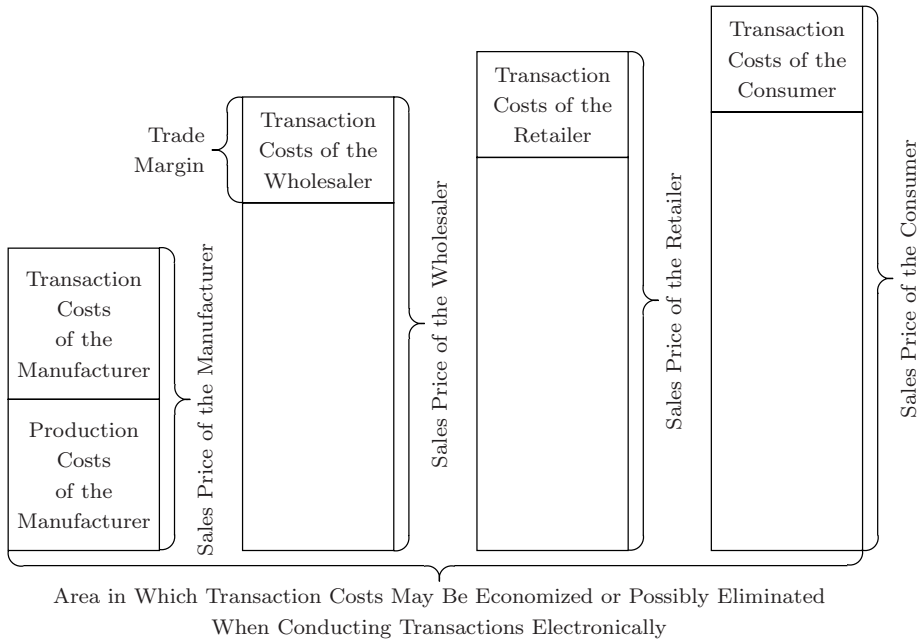 Transaction
Costs
of the
Manufacturer
Production
Costs
of the
Manufacturer
Sales Price of the Manufacturer
Trade
Margin
Transaction
Costs of the
Wholesaler
Sales Price of the Wholesaler
Transaction
Costs of the
Retailer
Sales Price of the Retailer
Transaction
Costs of the
Consumer
Sales Price of the Consumer
Area in Which Transaction Costs May Be Economized or Possibly Eliminated
When Conducting Transactions Electronically